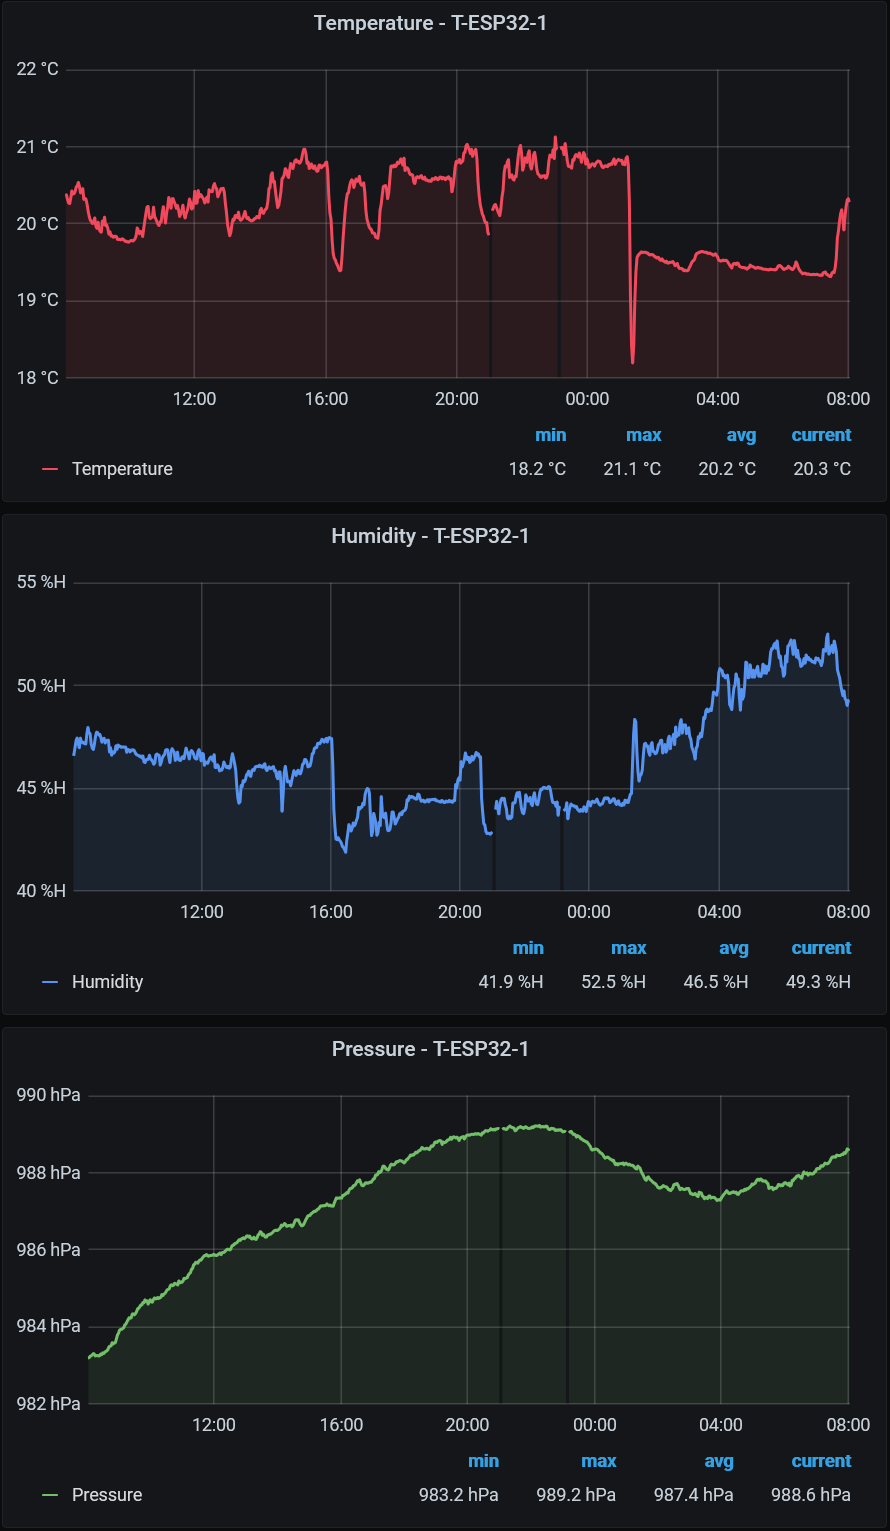 Temperature - T-ESP32-1
22 °C
21 °C
20 °C
19 °C
18 °C
12:00 16:00 20:00 00:00 04:00 08:00
min max avg current
Temperature 18.2 °C 21.1 °C 20.2 °C 20.3 °C
Humidity - T-ESP32-1
55 %H
50 %H
45 %H
40 %H
12:00 16:00 20:00 00:00 04:00 08:00
min max avg current
Humidity 41.9 %H 52.5 %H 46.5 %H 49.3 %H
Pressure - T-ESP32-1
990 hPa
988 hPa
986 hPa
984 hPa
982 hPa
12:00 16:00 20:00 00:00 04:00 08:00
min max avg current
Pressure 983.2 hPa 989.2 hPa 987.4 hPa 988.6 hPa